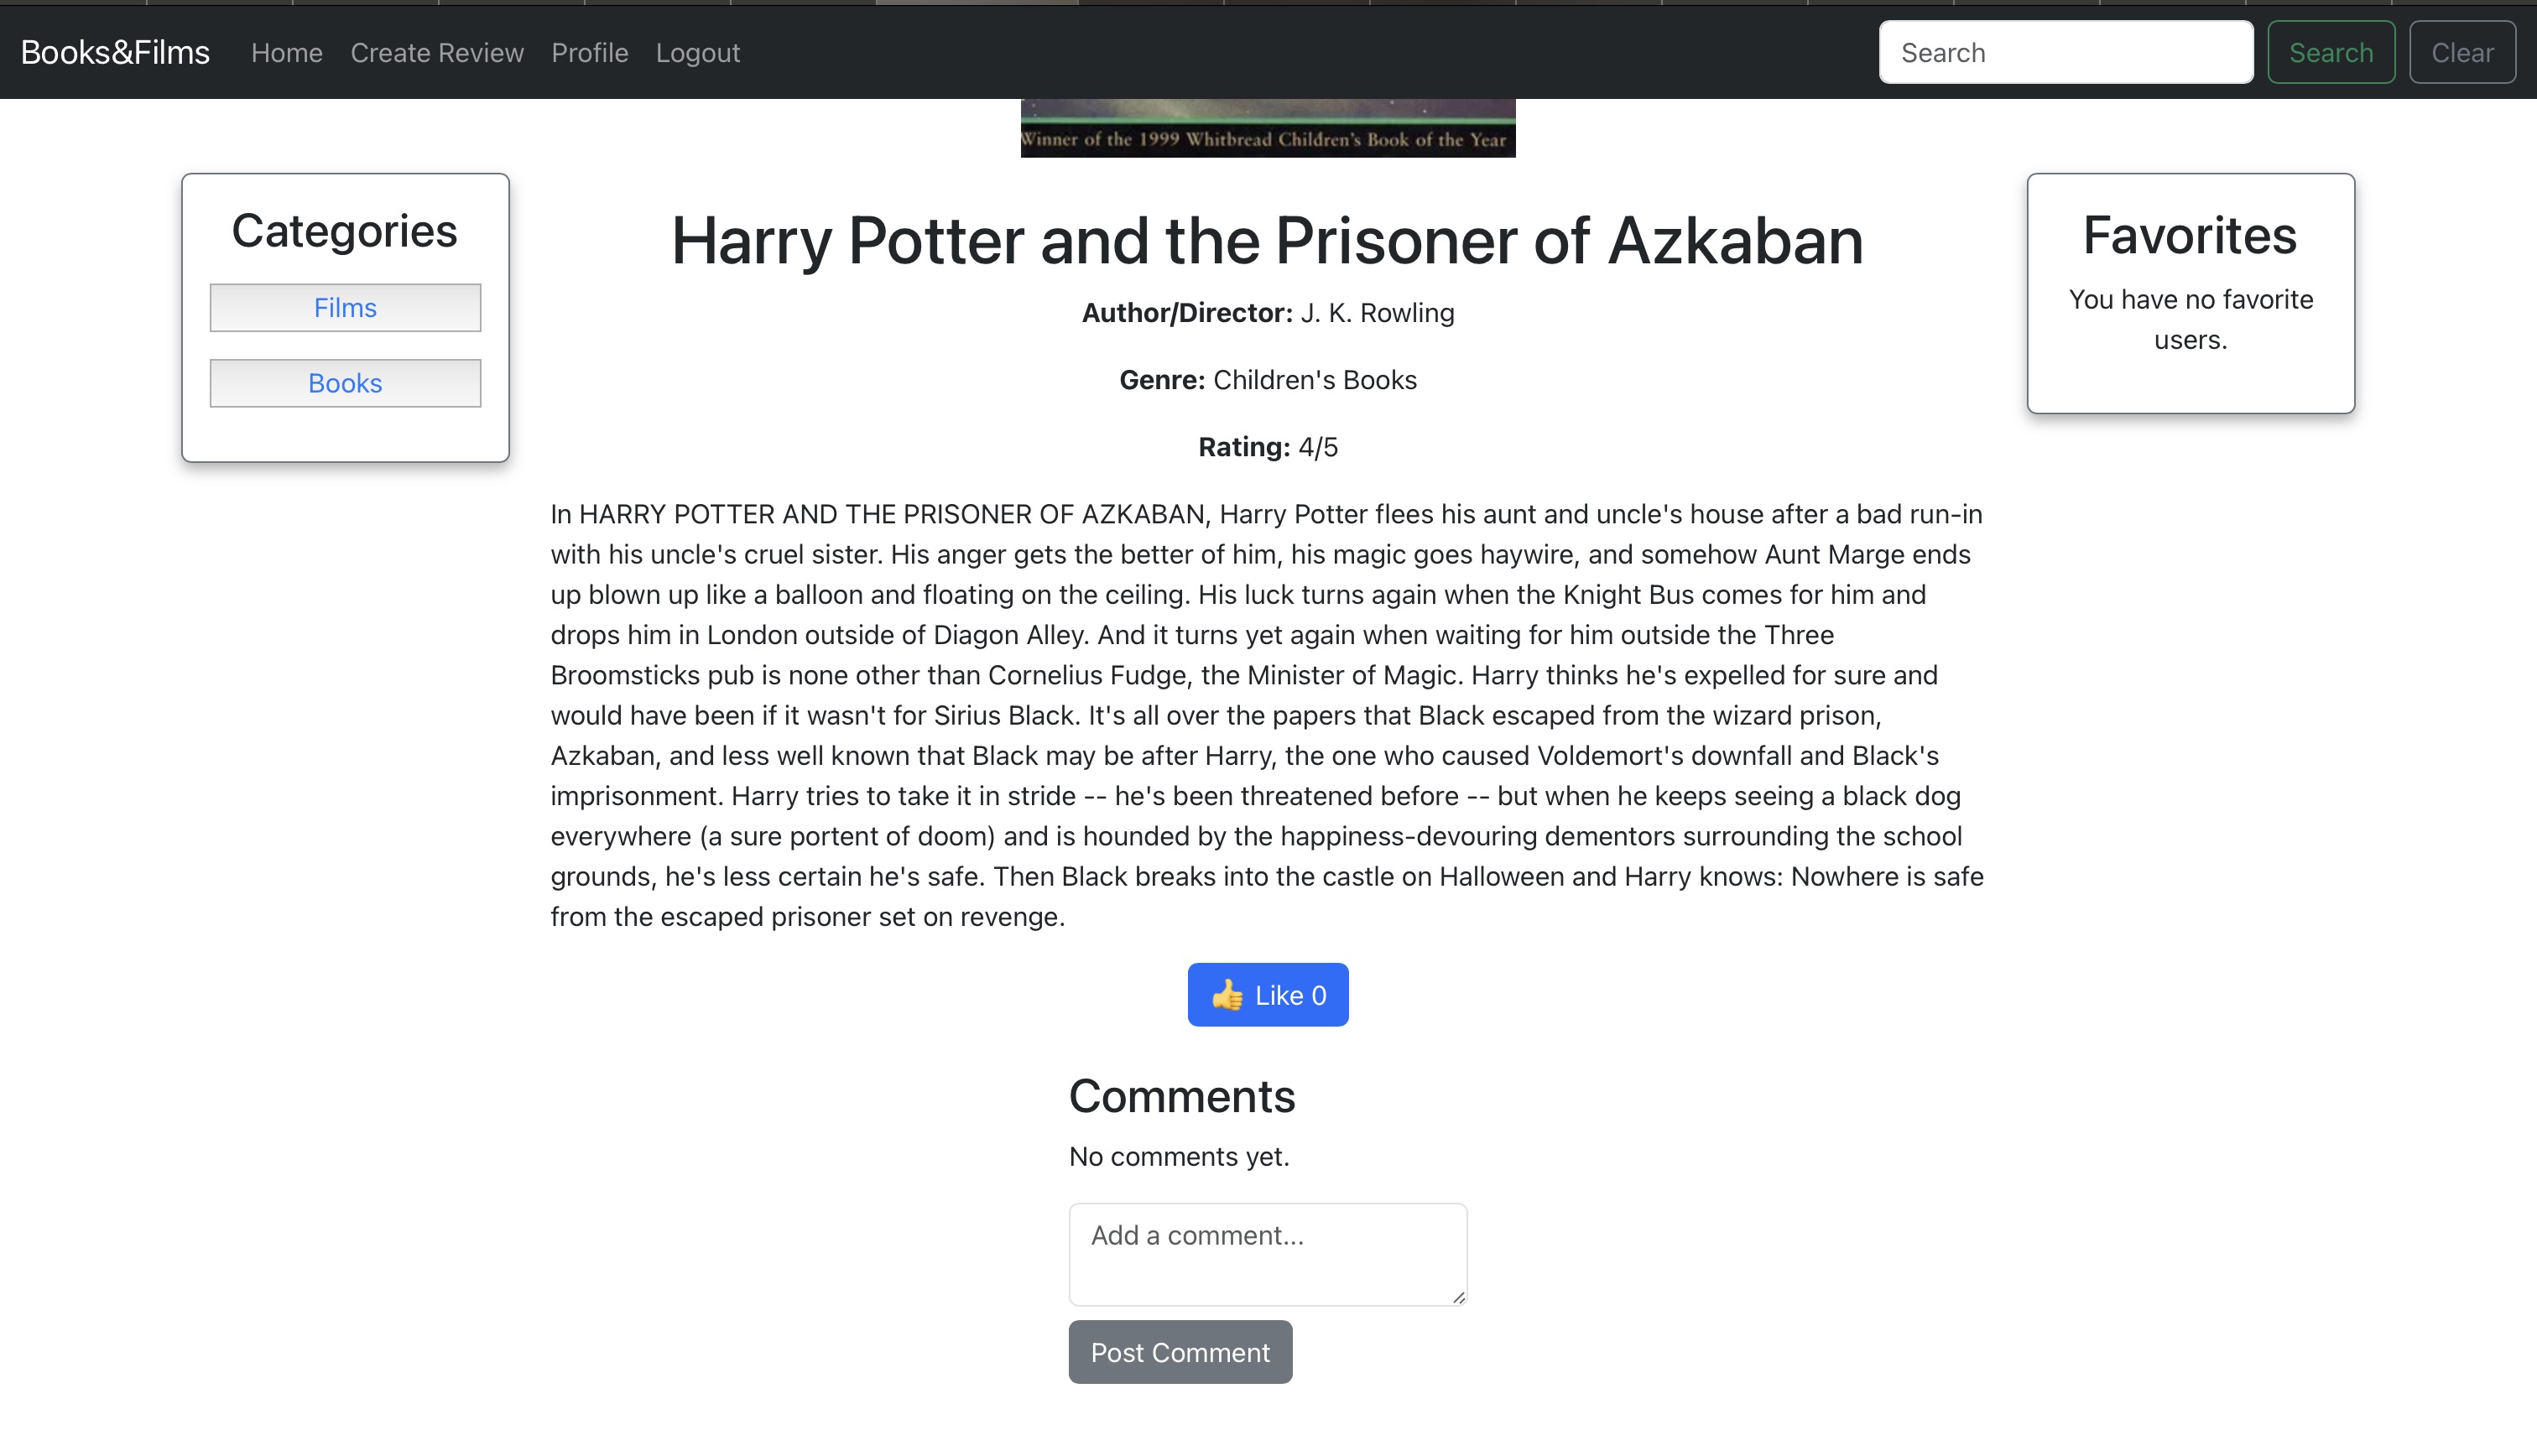 Books&Films Home Create Review Profile Logout Search Search Clear
Winner of the 1999 Whitbread Children's Book of the Year
Categories
Films
Books
Harry Potter and the Prisoner of Azkaban
Author/Director: J. K. Rowling
Genre: Children's Books
Rating: 4/5
In HARRY POTTER AND THE PRISONER OF AZKABAN, Harry Potter flees his aunt and uncle's house after a bad run-in
with his uncle's cruel sister. His anger gets the better of him, his magic goes haywire, and somehow Aunt Marge ends
up blown up like a balloon and floating on the ceiling. His luck turns again when the Knight Bus comes for him and
drops him in London outside of Diagon Alley. And it turns yet again when waiting for him outside the Three
Broomsticks pub is none other than Cornelius Fudge, the Minister of Magic. Harry thinks he's expelled for sure and
would have been if it wasn't for Sirius Black. It's all over the papers that Black escaped from the wizard prison,
Azkaban, and less well known that Black may be after Harry, the one who caused Voldemort's downfall and Black's
imprisonment. Harry tries to take it in stride -- he's been threatened before -- but when he keeps seeing a black dog
everywhere (a sure portent of doom) and is hounded by the happiness-devouring dementors surrounding the school
grounds, he's less certain he's safe. Then Black breaks into the castle on Halloween and Harry knows: Nowhere is safe
from the escaped prisoner set on revenge.
👍 Like 0
Comments
No comments yet.
Add a comment...
Post Comment
Favorites
You have no favorite
users.